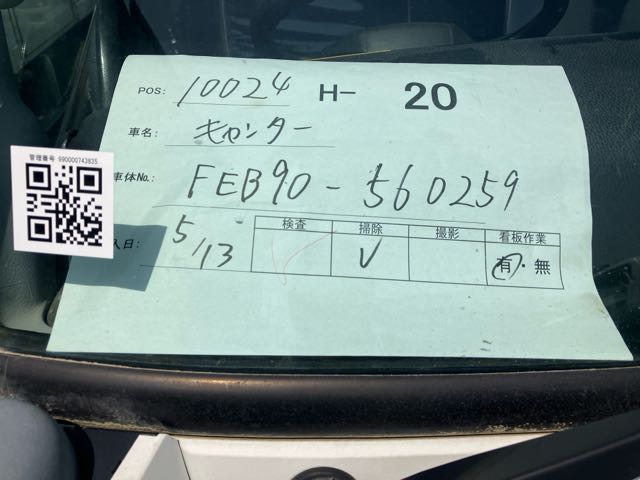 POS: 10024 H- 20
車名: キャンター
管理番号 990000743835
車体No.: FEB90-560259
入日: 5/13
検査 掃除 撮影 看板作業
✓ V 有・無